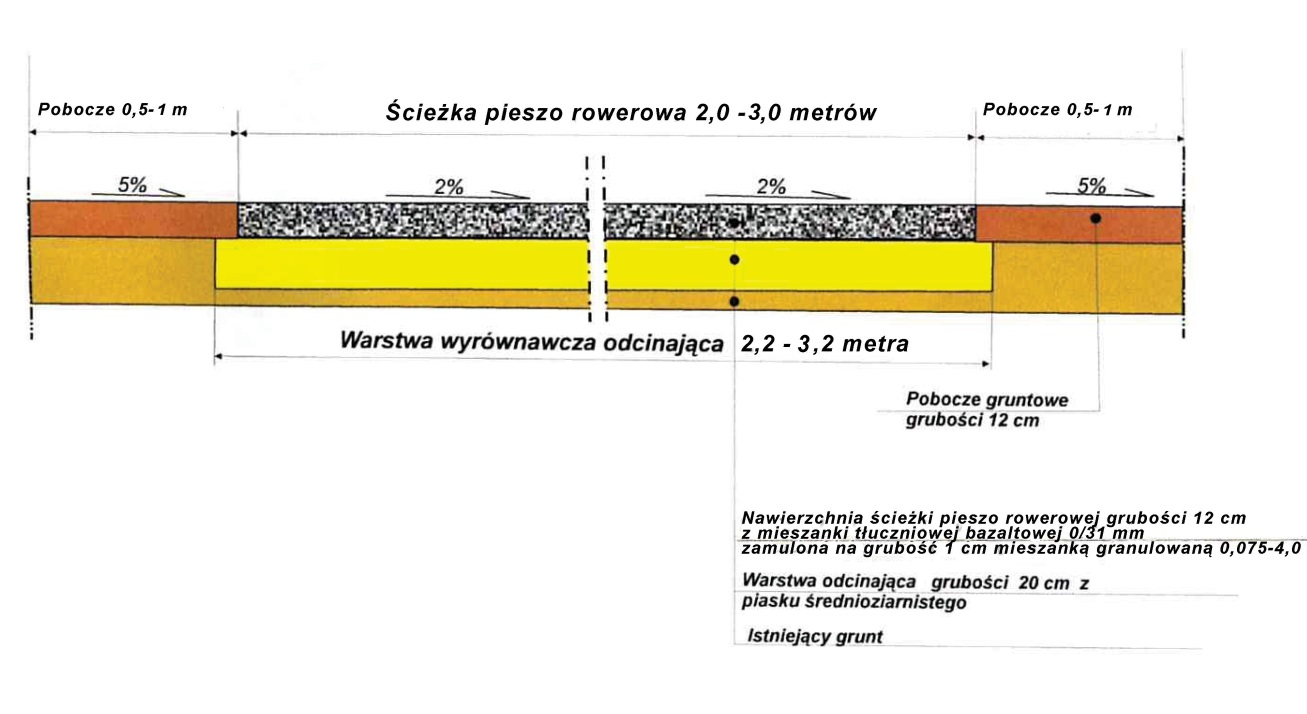 Pobocze 0,5-1 m
Ścieżka pieszo rowerowa 2,0 -3,0 metrów
Pobocze 0,5-1 m
5%
2%
2%
5%
Warstwa wyrównawcza odcinająca 2,2 - 3,2 metra
Pobocze gruntowe
grubości 12 cm
Nawierzchnia ścieżki pieszo rowerowej grubości 12 cm
z mieszanki tłuczniowej bazaltowej 0/31 mm
zamulona na grubość 1 cm mieszanką granulowaną 0,075-4,0
Warstwa odcinająca grubości 20 cm z
piasku średnioziarnistego
Istniejący grunt